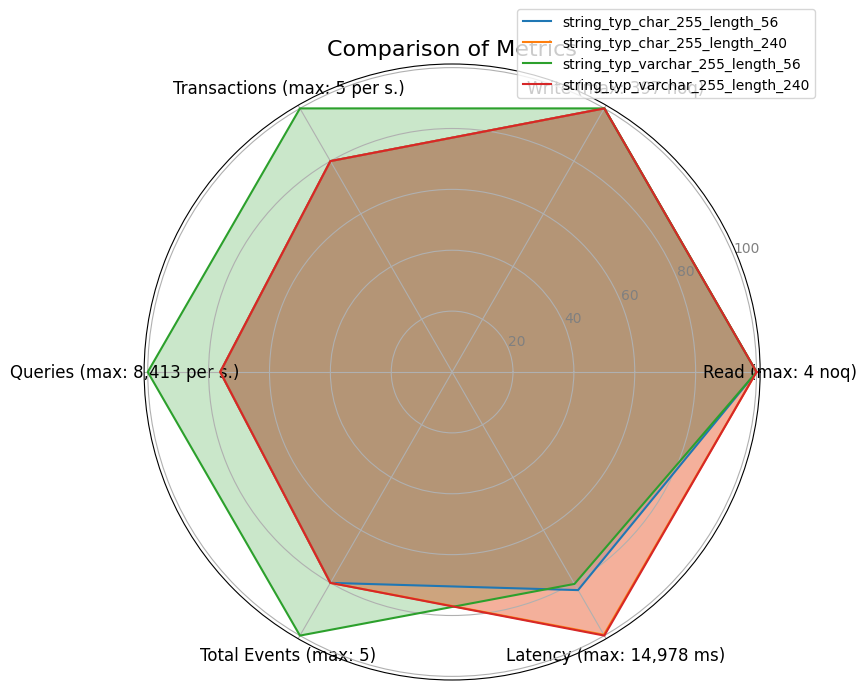 Comparison of Metrics
string_typ_char_255_length_56
string_typ_char_255_length_240
string_typ_varchar_255_length_56
string_typ_varchar_255_length_240
Transactions (max: 5 per s.)
Queries (max: 8,413 per s.)
Read (max: 4 noq)
100
80
60
40
20
Total Events (max: 5)
Latency (max: 14,978 ms)